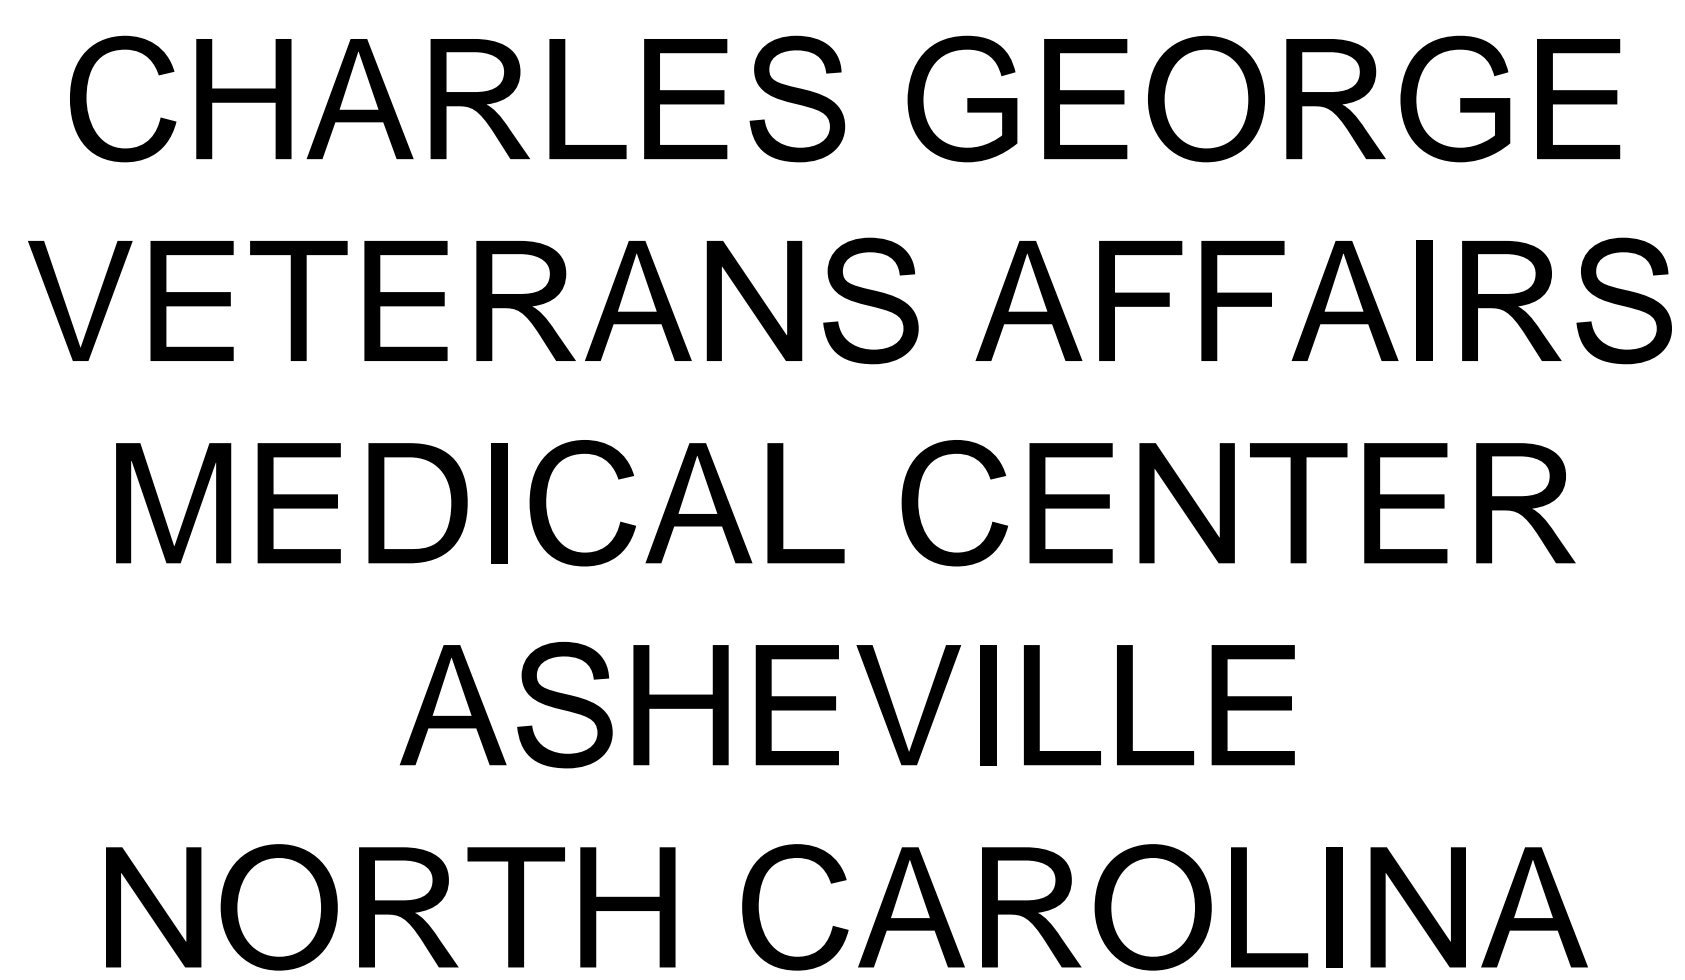 CHARLES GEORGE
VETERANS AFFAIRS
MEDICAL CENTER
ASHEVILLE
NORTH CAROLINA